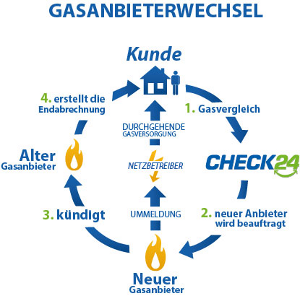 GASANBIETERWECHSEL
Kunde
4. erstellt die
Endabrechnung
1. Gasvergleich
DURCHGEHENDE
GASVERSORGUNG
Alter
Gasanbieter
NETZBETREIBER
CHECK24
3. kündigt
UMMELDUNG
2. neuer Anbieter
wird beauftragt
Neuer
Gasanbieter